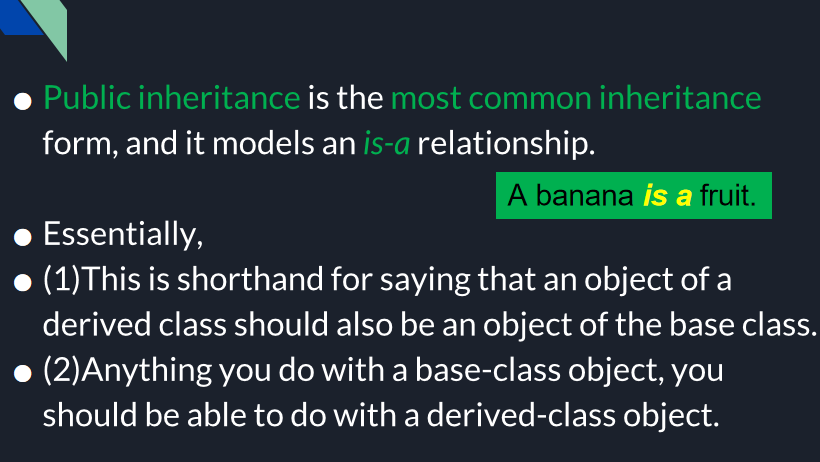 ● Public inheritance is the most common inheritance
form, and it models an is-a relationship.
A banana is a fruit.
● Essentially,
● (1)This is shorthand for saying that an object of a
derived class should also be an object of the base class.
● (2)Anything you do with a base-class object, you
should be able to do with a derived-class object.